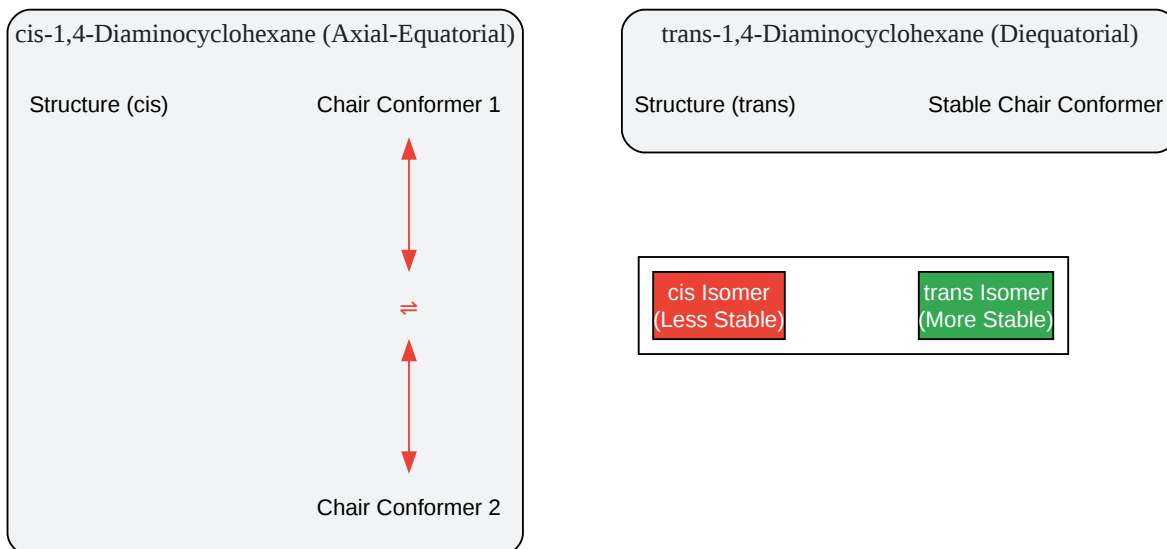 cis-1,4-Diaminocyclohexane (Axial-Equatorial)
Structure (cis)
Chair Conformer 1
⇌
Chair Conformer 2
trans-1,4-Diaminocyclohexane (Diequatorial)
Structure (trans)
Stable Chair Conformer
cis Isomer
(Less Stable)
trans Isomer
(More Stable)